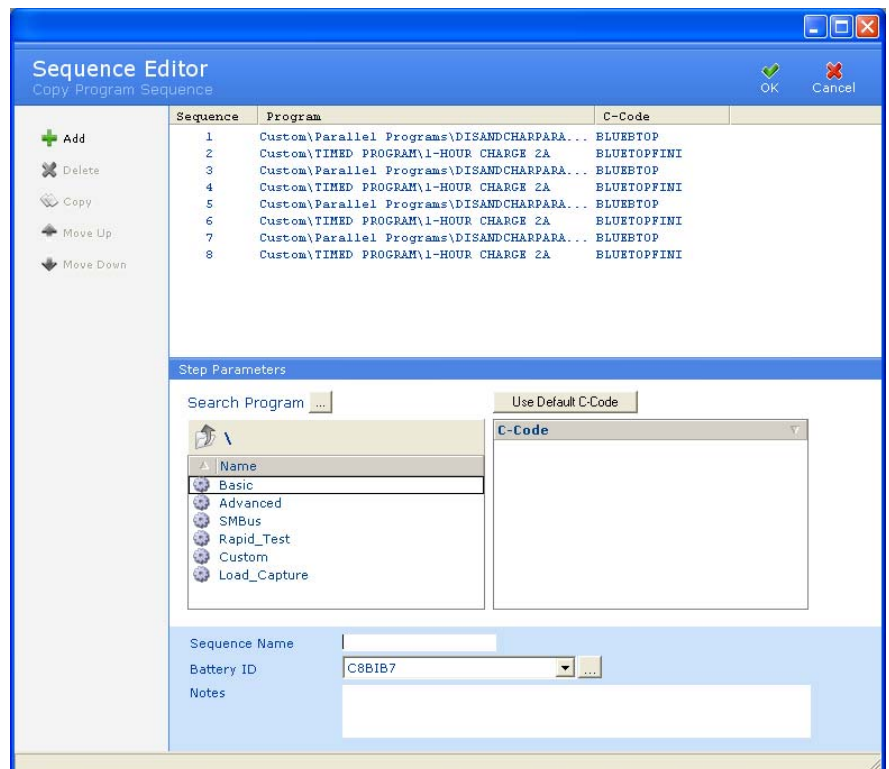 Sequence Editor
Copy Program Sequence
OK
Cancel
Add
Delete
Copy
Move Up
Move Down
Sequence Program C-Code
1 Custom\Parallel Programs\DISANDCHARPARA... BLUEBTOP
2 Custom\TIMED PROGRAM\1-HOUR CHARGE 2A BLUETOPFINI
3 Custom\Parallel Programs\DISANDCHARPARA... BLUEBTOP
4 Custom\TIMED PROGRAM\1-HOUR CHARGE 2A BLUETOPFINI
5 Custom\Parallel Programs\DISANDCHARPARA... BLUEBTOP
6 Custom\TIMED PROGRAM\1-HOUR CHARGE 2A BLUETOPFINI
7 Custom\Parallel Programs\DISANDCHARPARA... BLUEBTOP
8 Custom\TIMED PROGRAM\1-HOUR CHARGE 2A BLUETOPFINI
Step Parameters
Search Program ...
Use Default C-Code
\
Name
Basic
Advanced
SMBus
Rapid_Test
Custom
Load_Capture
C-Code
Sequence Name
Battery ID C8BIB7 ...
Notes